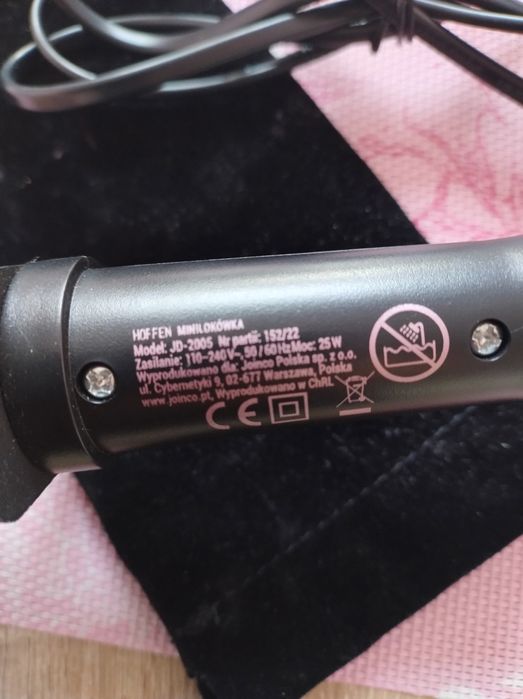 HOFFEN MINILOKÓWKA
Model: JD-2005 Nr partii: 152/22
Zasilanie: 110-240V~, 50/60Hz Moc: 25W
Wyprodukowano dla: Joinco Polska sp. z o.o.
ul. Cybernetyki 9, 02-677 Warszawa, Polska
www.joinco.pt, Wyprodukowano w ChRL
CE